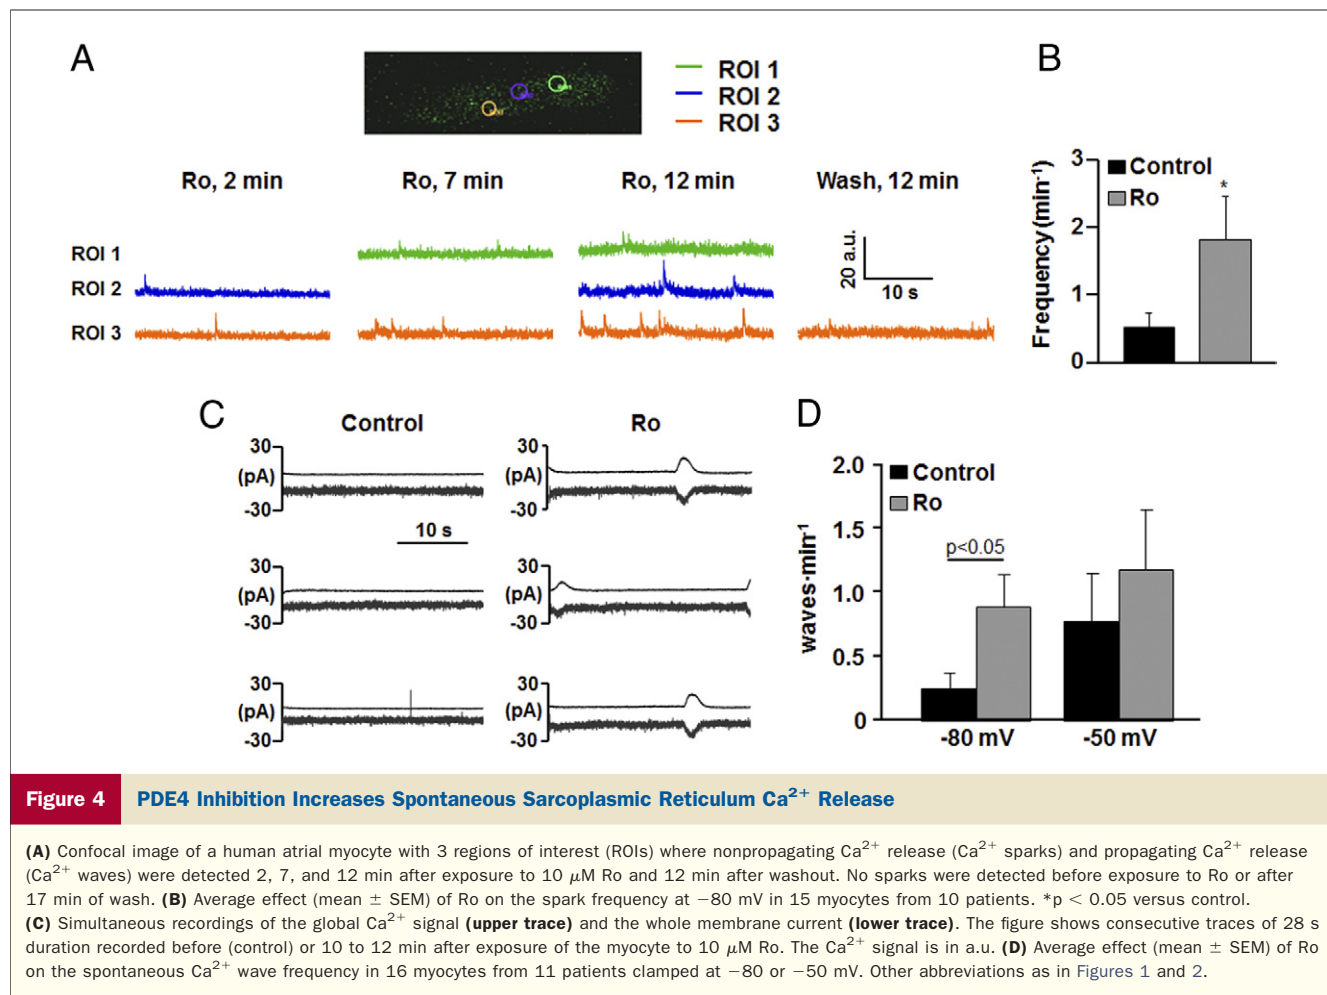 A
ROI 1
ROI 2
ROI 3
Ro, 2 min
Ro, 7 min
Ro, 12 min
Wash, 12 min
ROI 1
ROI 2
ROI 3
20 a.u.
10 s
B
Frequency (min-1)
3
2
1
0
Control
Ro
*
C
Control
Ro
30
(pA)
-30
30
(pA)
-30
10 s
30
(pA)
-30
30
(pA)
-30
30
(pA)
-30
30
(pA)
-30
D
waves·min-1
2.0
1.5
1.0
0.5
0
Control
Ro
p<0.05
-80 mV
-50 mV
Figure 4
PDE4 Inhibition Increases Spontaneous Sarcoplasmic Reticulum Ca2+ Release
(A) Confocal image of a human atrial myocyte with 3 regions of interest (ROIs) where nonpropagating Ca2+ release (Ca2+ sparks) and propagating Ca2+ release
(Ca2+ waves) were detected 2, 7, and 12 min after exposure to 10 μM Ro and 12 min after washout. No sparks were detected before exposure to Ro or after
17 min of wash. (B) Average effect (mean ± SEM) of Ro on the spark frequency at −80 mV in 15 myocytes from 10 patients. *p < 0.05 versus control.
(C) Simultaneous recordings of the global Ca2+ signal (upper trace) and the whole membrane current (lower trace). The figure shows consecutive traces of 28 s
duration recorded before (control) or 10 to 12 min after exposure of the myocyte to 10 μM Ro. The Ca2+ signal is in a.u. (D) Average effect (mean ± SEM) of Ro
on the spontaneous Ca2+ wave frequency in 16 myocytes from 11 patients clamped at −80 or −50 mV. Other abbreviations as in Figures 1 and 2.